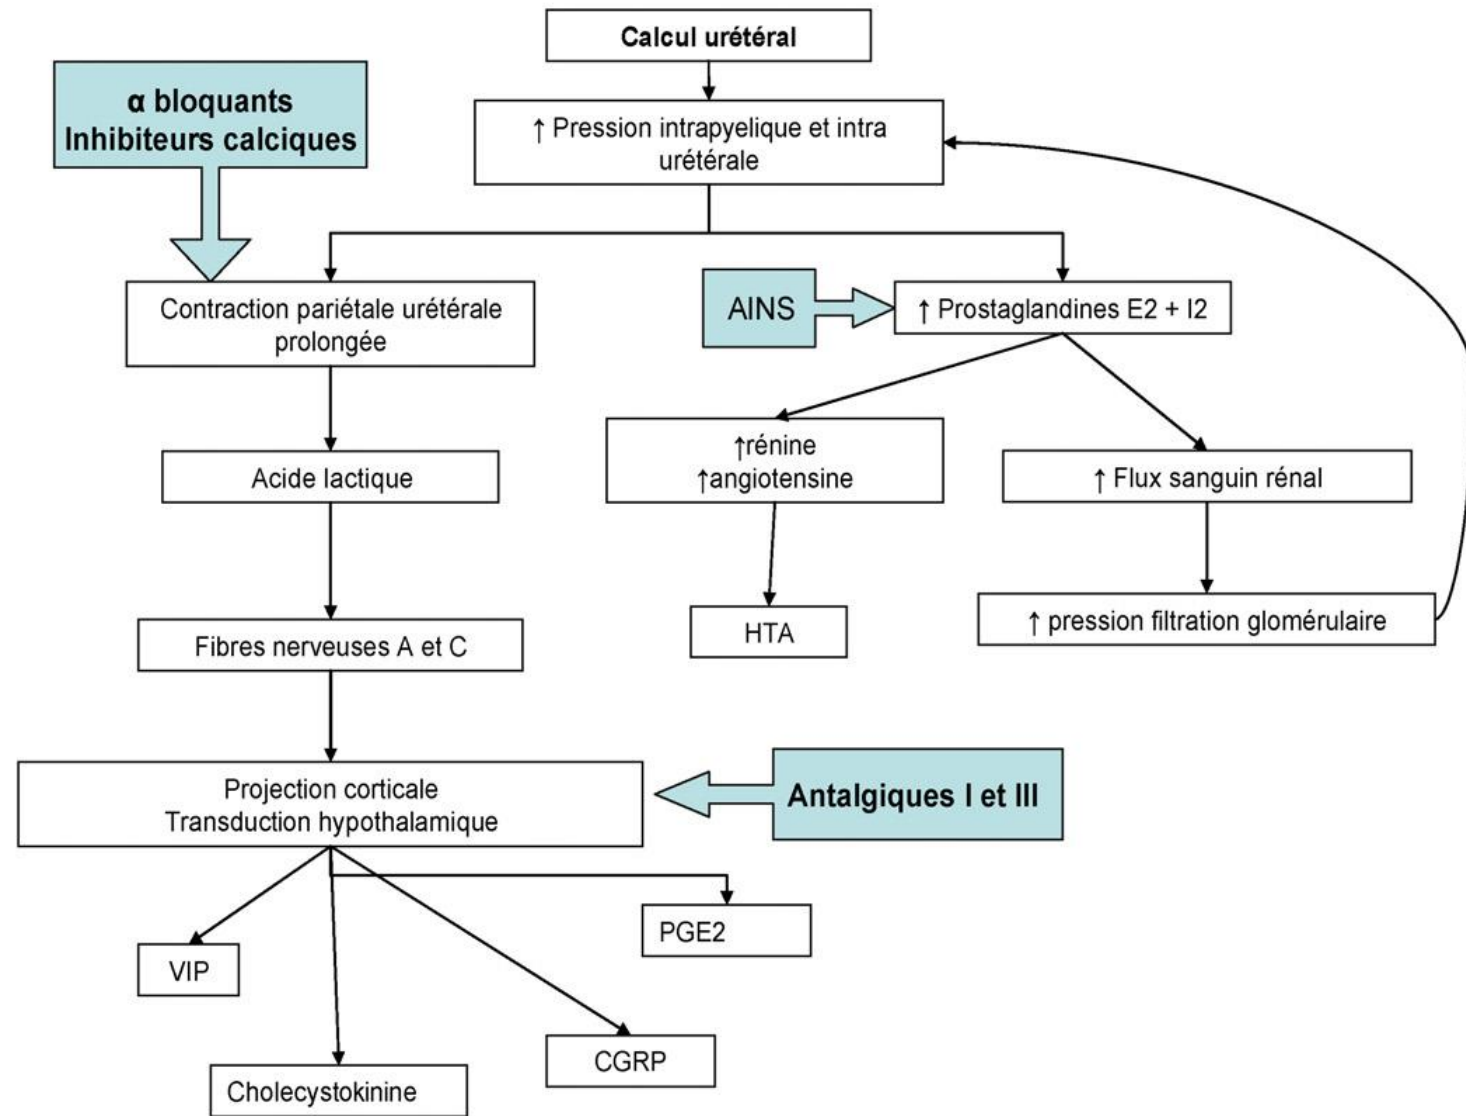 Calcul urétéral
α bloquants
Inhibiteurs calciques
↑ Pression intrapyelique et intra
urétérale
Contraction pariétale urétérale
prolongée
AINS
↑ Prostaglandines E2 + I2
↑rénine
↑angiotensine
Acide lactique
↑ Flux sanguin rénal
HTA
↑ pression filtration glomérulaire
Fibres nerveuses A et C
Projection corticale
Transduction hypothalamique
Antalgiques I et III
PGE2
VIP
CGRP
Cholecystokinine